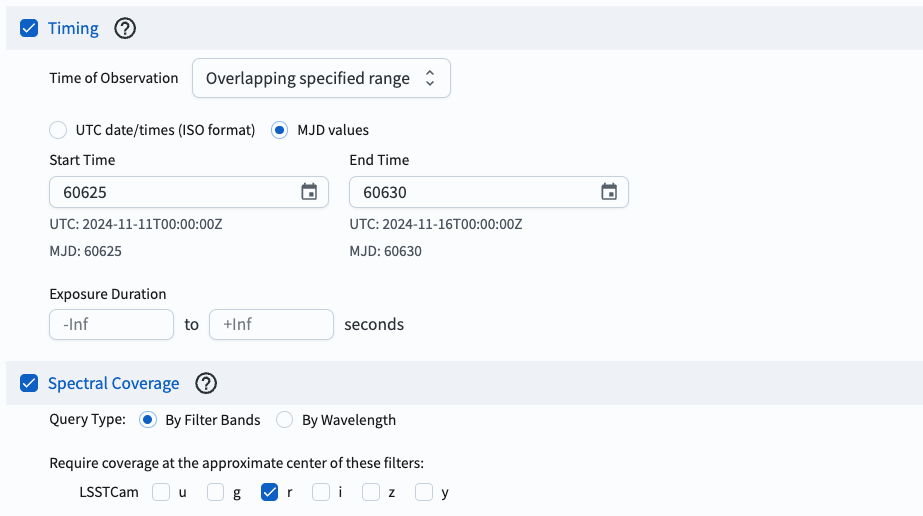 Timing ?
Time of Observation Overlapping specified range
UTC date/times (ISO format) MJD values
Start Time End Time
60625 60630
UTC: 2024-11-11T00:00:00Z UTC: 2024-11-16T00:00:00Z
MJD: 60625 MJD: 60630
Exposure Duration
-Inf to +Inf seconds
Spectral Coverage ?
Query Type: By Filter Bands By Wavelength
Require coverage at the approximate center of these filters:
LSSTCam u g r i z y